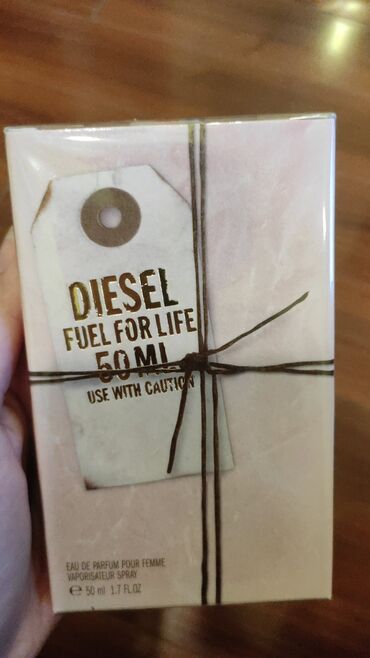 DIESEL
FUEL FOR LIFE
50 ML
USE WITH CAUTION
EAU DE PARFUM POUR FEMME
VAPORISATEUR SPRAY
℮ 50 ml 1.7 FL.OZ